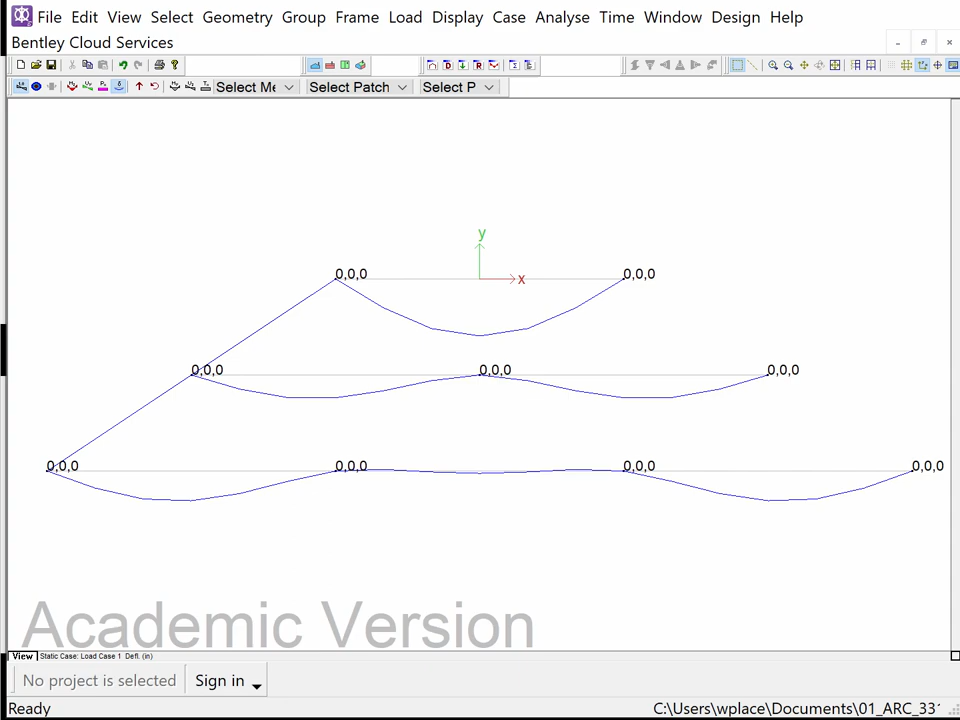 File Edit View Select Geometry Group Frame Load Display Case Analyse Time Window Design Help
Bentley Cloud Services
Select Me Select Patch Select P
y
0,0,0 0,0,0
x
0,0,0 0,0,0 0,0,0
0,0,0 0,0,0 0,0,0 0,0,0
Academic Version
View Static Case: Load Case 1 Defl. (in)
No project is selected Sign in
Ready C:\Users\wplace\Documents\01_ARC_331